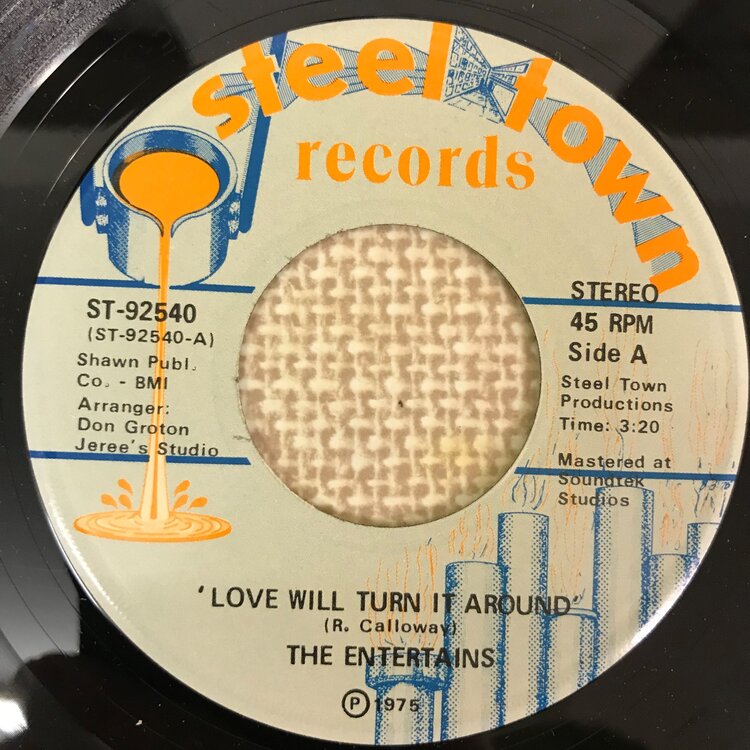 steel town
records
ST-92540
(ST-92540-A)
Shawn Publ.
Co. - BMI
Arranger:
Don Groton
Jeree's Studio
STEREO
45 RPM
Side A
Steel Town
Productions
Time: 3:20
Mastered at
Soundtek
Studios
'LOVE WILL TURN IT AROUND'
(R. Calloway)
THE ENTERTAINS
Ⓟ1975